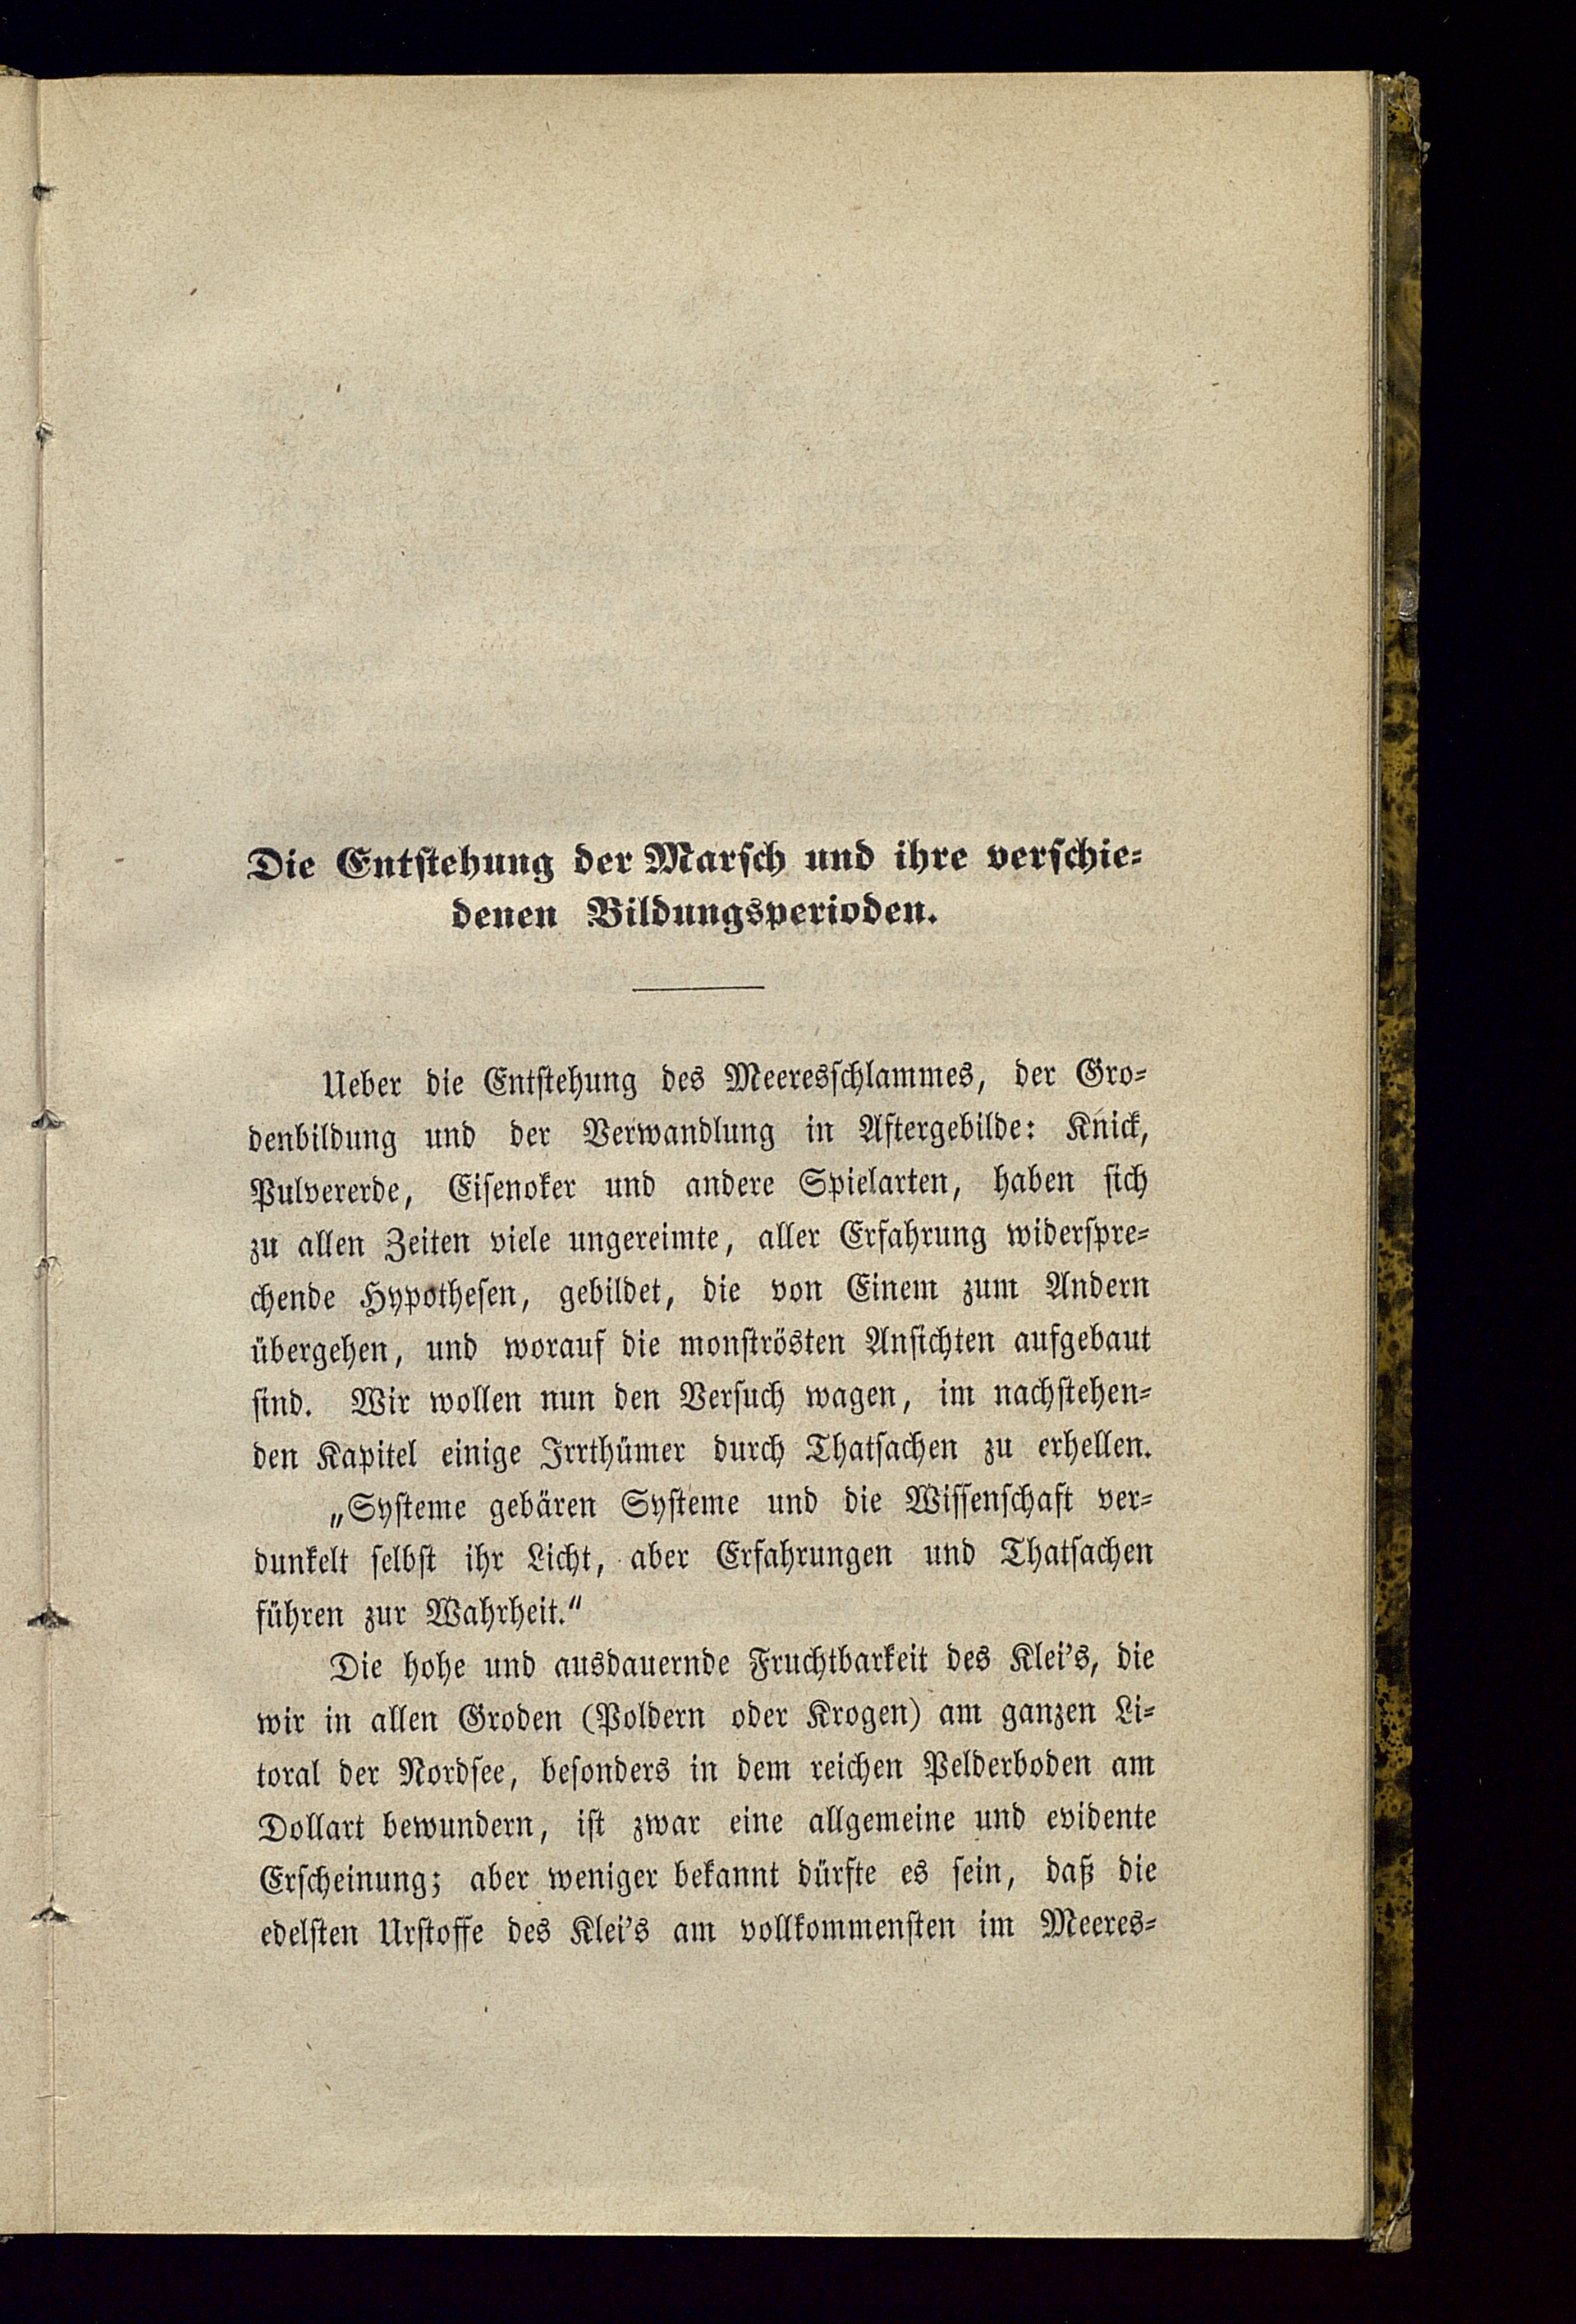 Die Entstehung der Marsch und ihre verschie-
denen Bildungsperioden.
Ueber die Entstehung des Meeresschlammes, der Gro-
denbildung und der Verwandlung in Aftergebilde: Knick,
Pulvererde, Eisenoker und andere Spielarten, haben sich
zu allen Zeiten viele ungereimte, aller Erfahrung widerspre-
chende Hypothesen, gebildet, die von Einem zum Andern
übergehen, und worauf die monströsten Ansichten aufgebaut
sind. Wir wollen nun den Versuch wagen, im nachstehen-
den Kapitel einige Irrthümer durch Thatsachen zu erhellen.
„Systeme gebären Systeme und die Wissenschaft ver-
dunkelt selbst ihr Licht, aber Erfahrungen und Thatsachen
führen zur Wahrheit.“
Die hohe und ausdauernde Fruchtbarkeit des Klei's, die
wir in allen Groden (Poldern oder Krogen) am ganzen Li-
toral der Nordsee, besonders in dem reichen Pelderboden am
Dollart bewundern, ist zwar eine allgemeine und evidente
Erscheinung; aber weniger bekannt dürfte es sein, daß die
edelsten Urstoffe des Klei's am vollkommensten im Meeres-